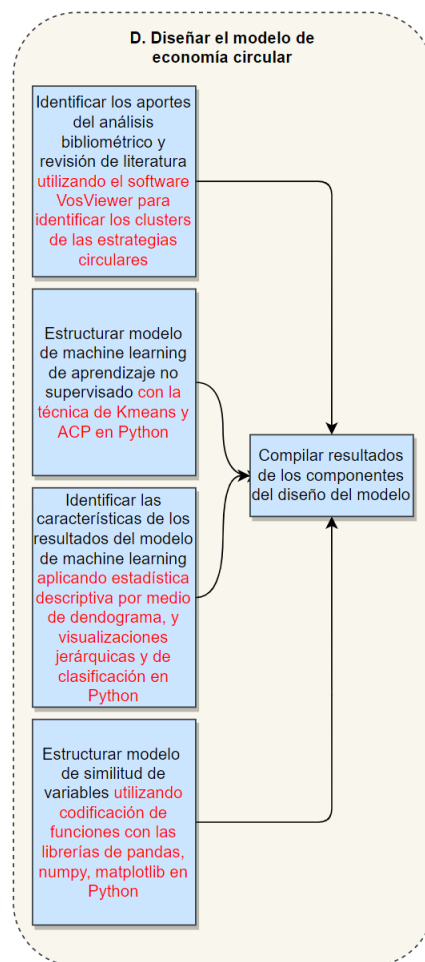 D. Diseñar el modelo de
economía circular
Identificar los aportes
del análisis
bibliométrico y
revisión de literatura
utilizando el software
VosViewer para
identificar los clusters
de las estrategias
circulares
Estructurar modelo
de machine learning
de aprendizaje no
supervisado con la
técnica de Kmeans y
ACP en Python
Identificar las
características de los
resultados del modelo
de machine learning
aplicando estadística
descriptiva por medio
de dendograma, y
visualizaciones
jerárquicas y de
clasificación en
Python
Estructurar modelo
de similitud de
variables utilizando
codificación de
funciones con las
librerías de pandas,
numpy, matplotlib en
Python
Compilar resultados
de los componentes
del diseño del modelo